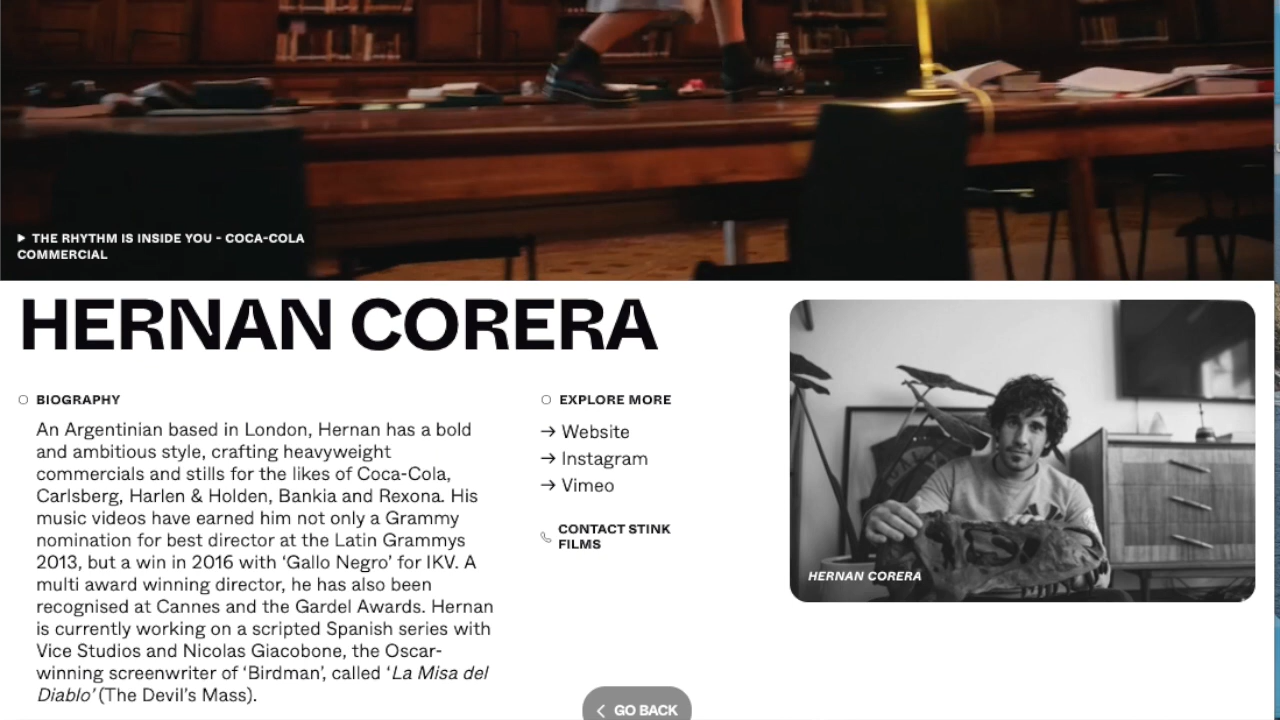 THE RHYTHM IS INSIDE YOU - COCA-COLA
COMMERCIAL
HERNAN CORERA
BIOGRAPHY
An Argentinian based in London, Hernan has a bold
and ambitious style, crafting heavyweight
commercials and stills for the likes of Coca-Cola,
Carlsberg, Harlen & Holden, Bankia and Rexona. His
music videos have earned him not only a Grammy
nomination for best director at the Latin Grammys
2013, but a win in 2016 with ‘Gallo Negro’ for IKV. A
multi award winning director, he has also been
recognised at Cannes and the Gardel Awards. Hernan
is currently working on a scripted Spanish series with
Vice Studios and Nicolas Giacobone, the Oscar-
winning screenwriter of ‘Birdman’, called ‘La Misa del
Diablo’ (The Devil’s Mass).
EXPLORE MORE
→ Website
→ Instagram
→ Vimeo
CONTACT STINK
FILMS
HERNAN CORERA
GO BACK